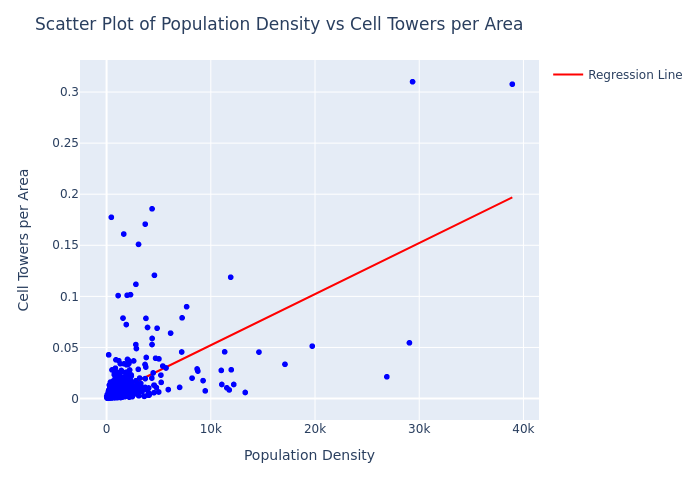 Scatter Plot of Population Density vs Cell Towers per Area
Regression Line
Cell Towers per Area
0.3
0.25
0.2
0.15
0.1
0.05
0
0
10k
20k
30k
40k
Population Density